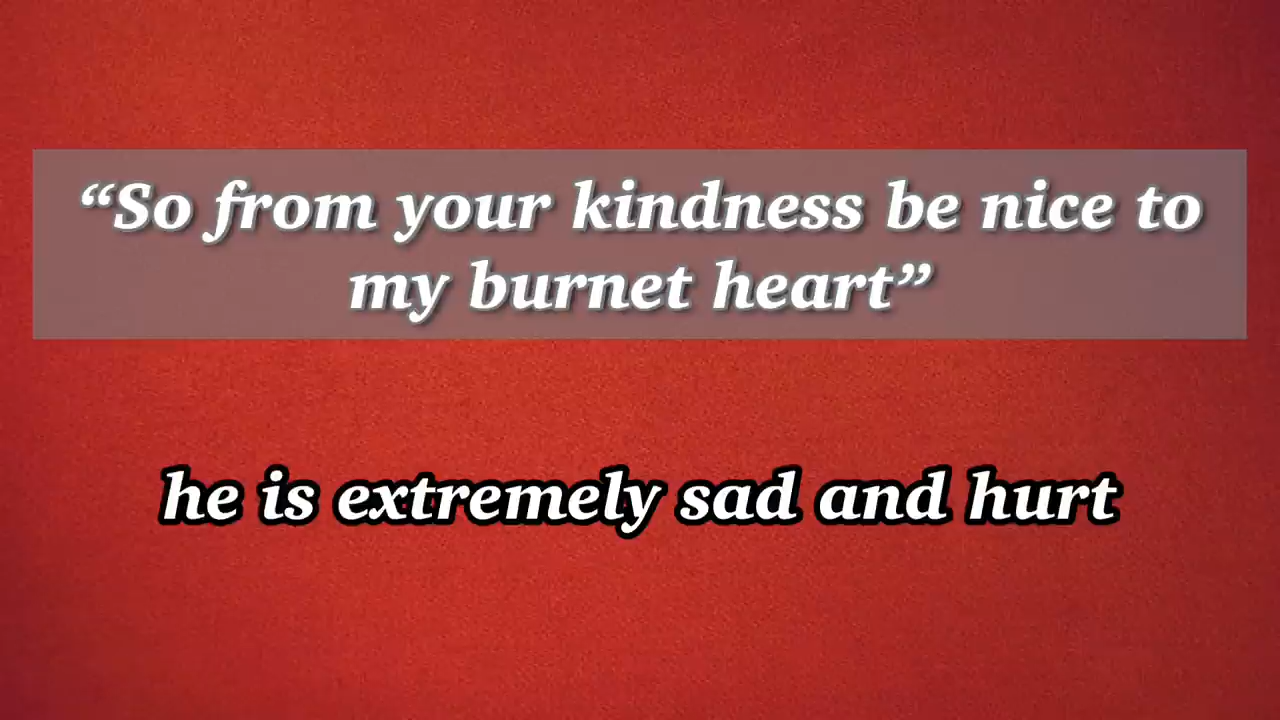 “So from your kindness be nice to
my burnet heart”
he is extremely sad and hurt